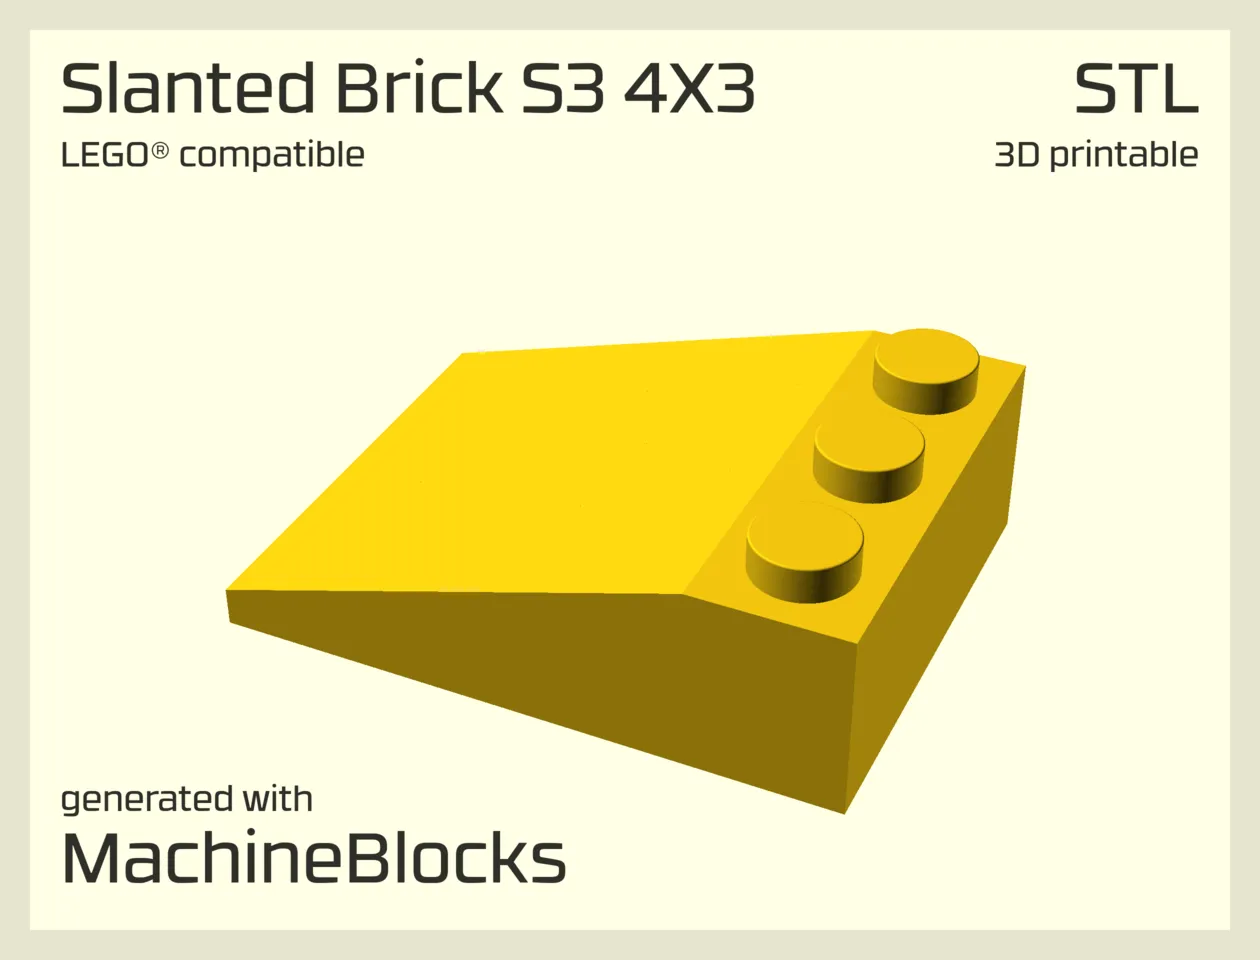 Slanted Brick S3 4X3
STL
LEGO® compatible
3D printable
generated with
MachineBlocks